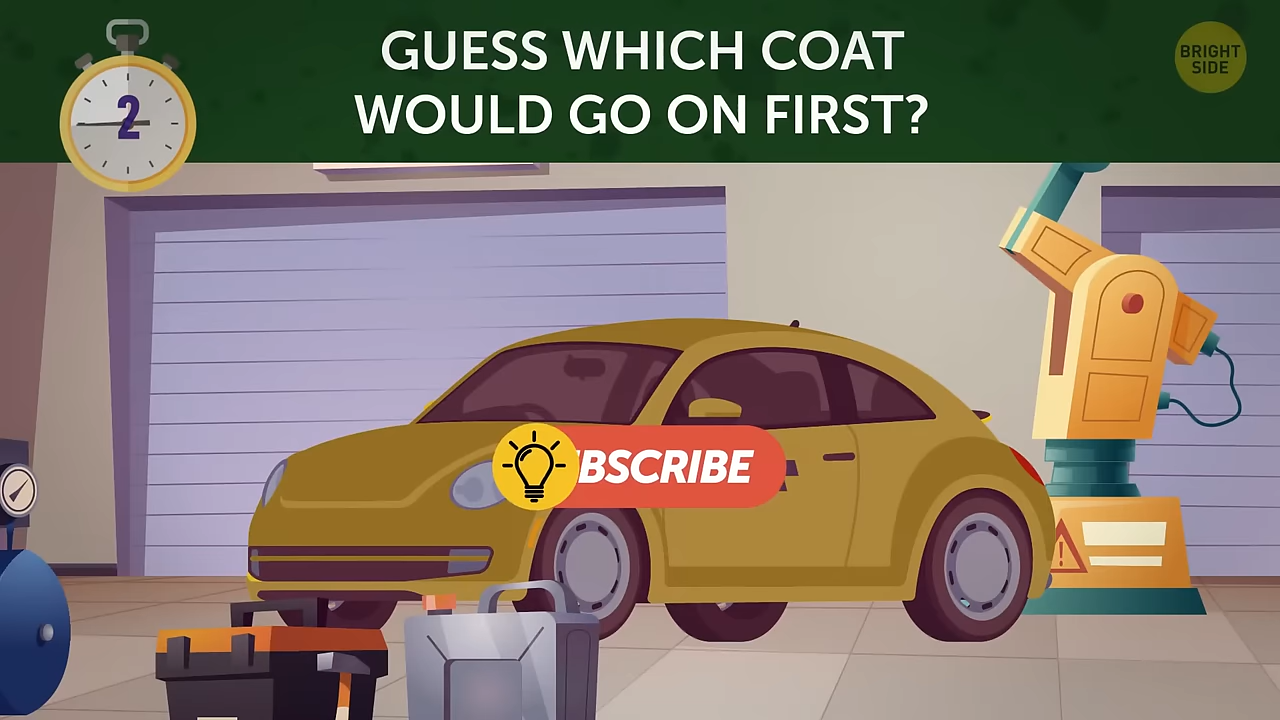 GUESS WHICH COAT
WOULD GO ON FIRST?
2
BRIGHT
SIDE
BSCRIBE